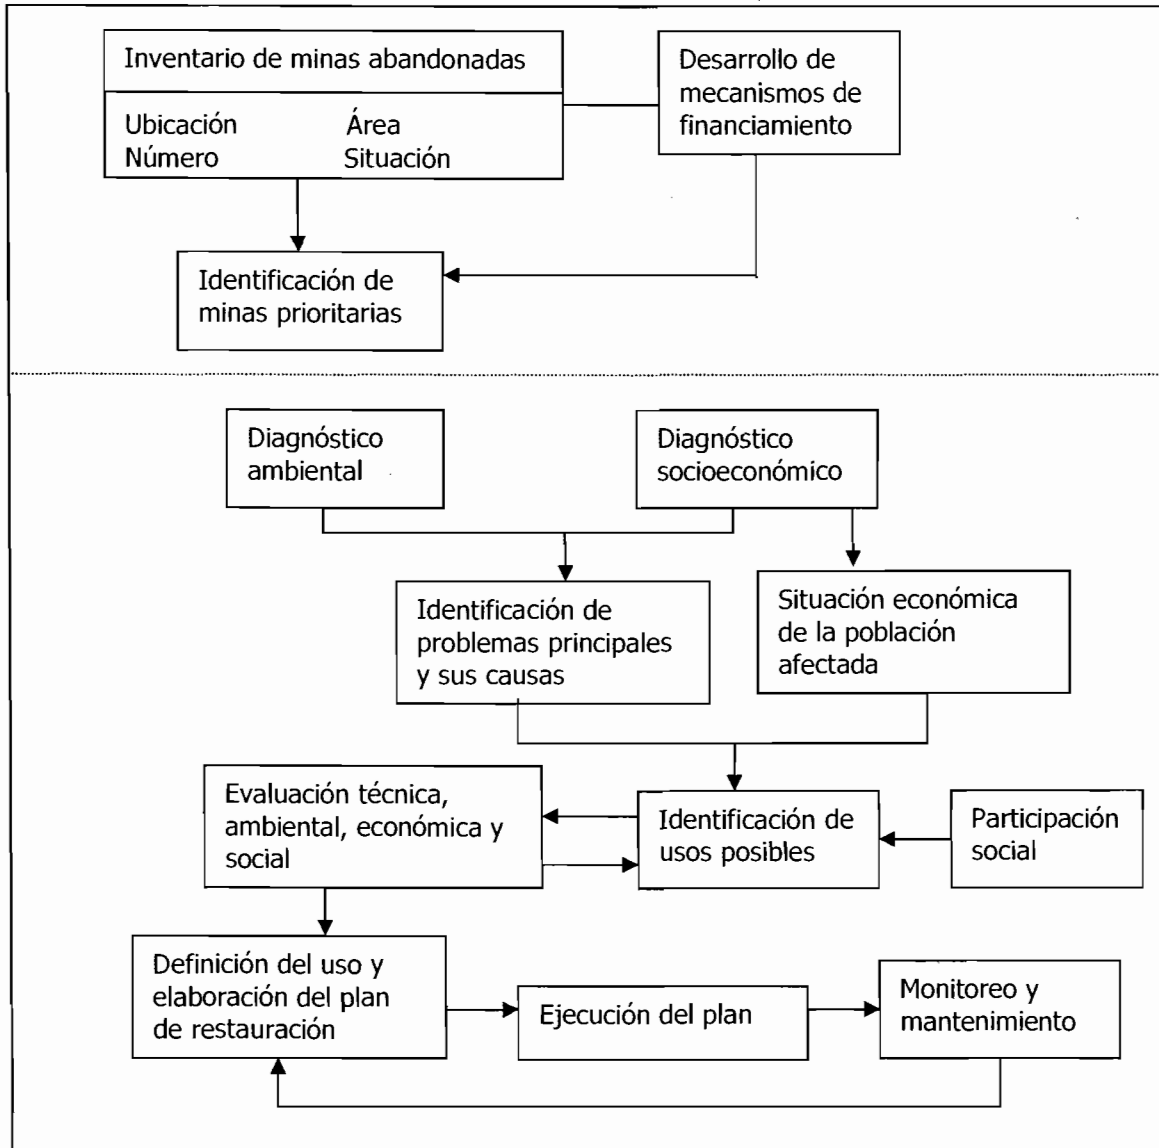 Inventario de minas abandonadas
Ubicación Área
Número Situación
Desarrollo de
mecanismos de
financiamiento
Identificación de
minas prioritarias
Diagnóstico
ambiental
Diagnóstico
socioeconómico
Identificación de
problemas principales
y sus causas
Situación económica
de la población
afectada
Evaluación técnica,
ambiental, económica y
social
Identificación de
usos posibles
Participación
social
Definición del uso y
elaboración del plan
de restauración
Ejecución del plan
Monitoreo y
mantenimiento